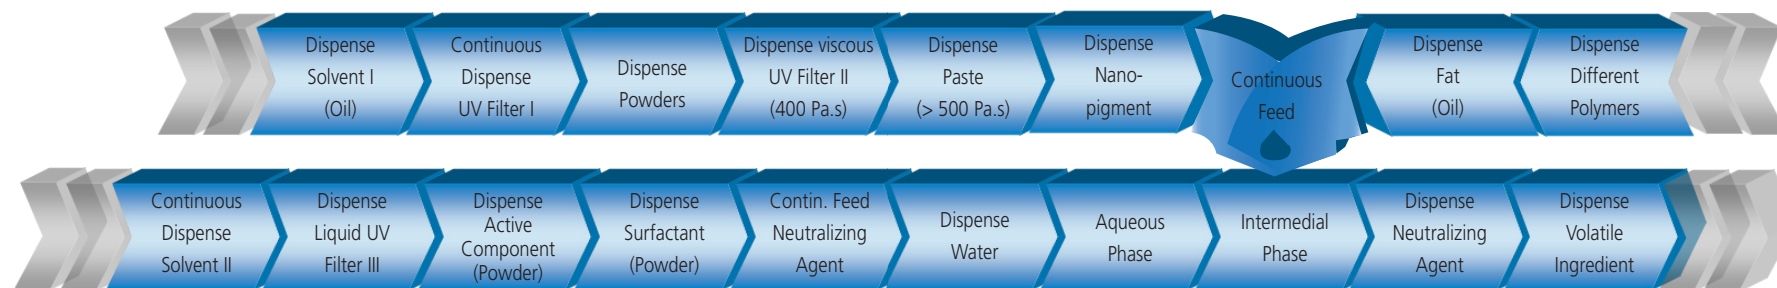 Dispense
Solvent I
(Oil)
Continuous
Dispense
UV Filter I
Dispense
Powders
Dispense viscous
UV Filter II
(400 Pa.s)
Dispense
Paste
(> 500 Pa.s)
Dispense
Nano-
pigment
Continuous
Feed
Dispense
Fat
(Oil)
Dispense
Different
Polymers
Continuous
Dispense
Solvent II
Dispense
Liquid UV
Filter III
Dispense
Active
Component
(Powder)
Dispense
Surfactant
(Powder)
Contin. Feed
Neutralizing
Agent
Dispense
Water
Aqueous
Phase
Intermedial
Phase
Dispense
Neutralizing
Agent
Dispense
Volatile
Ingredient